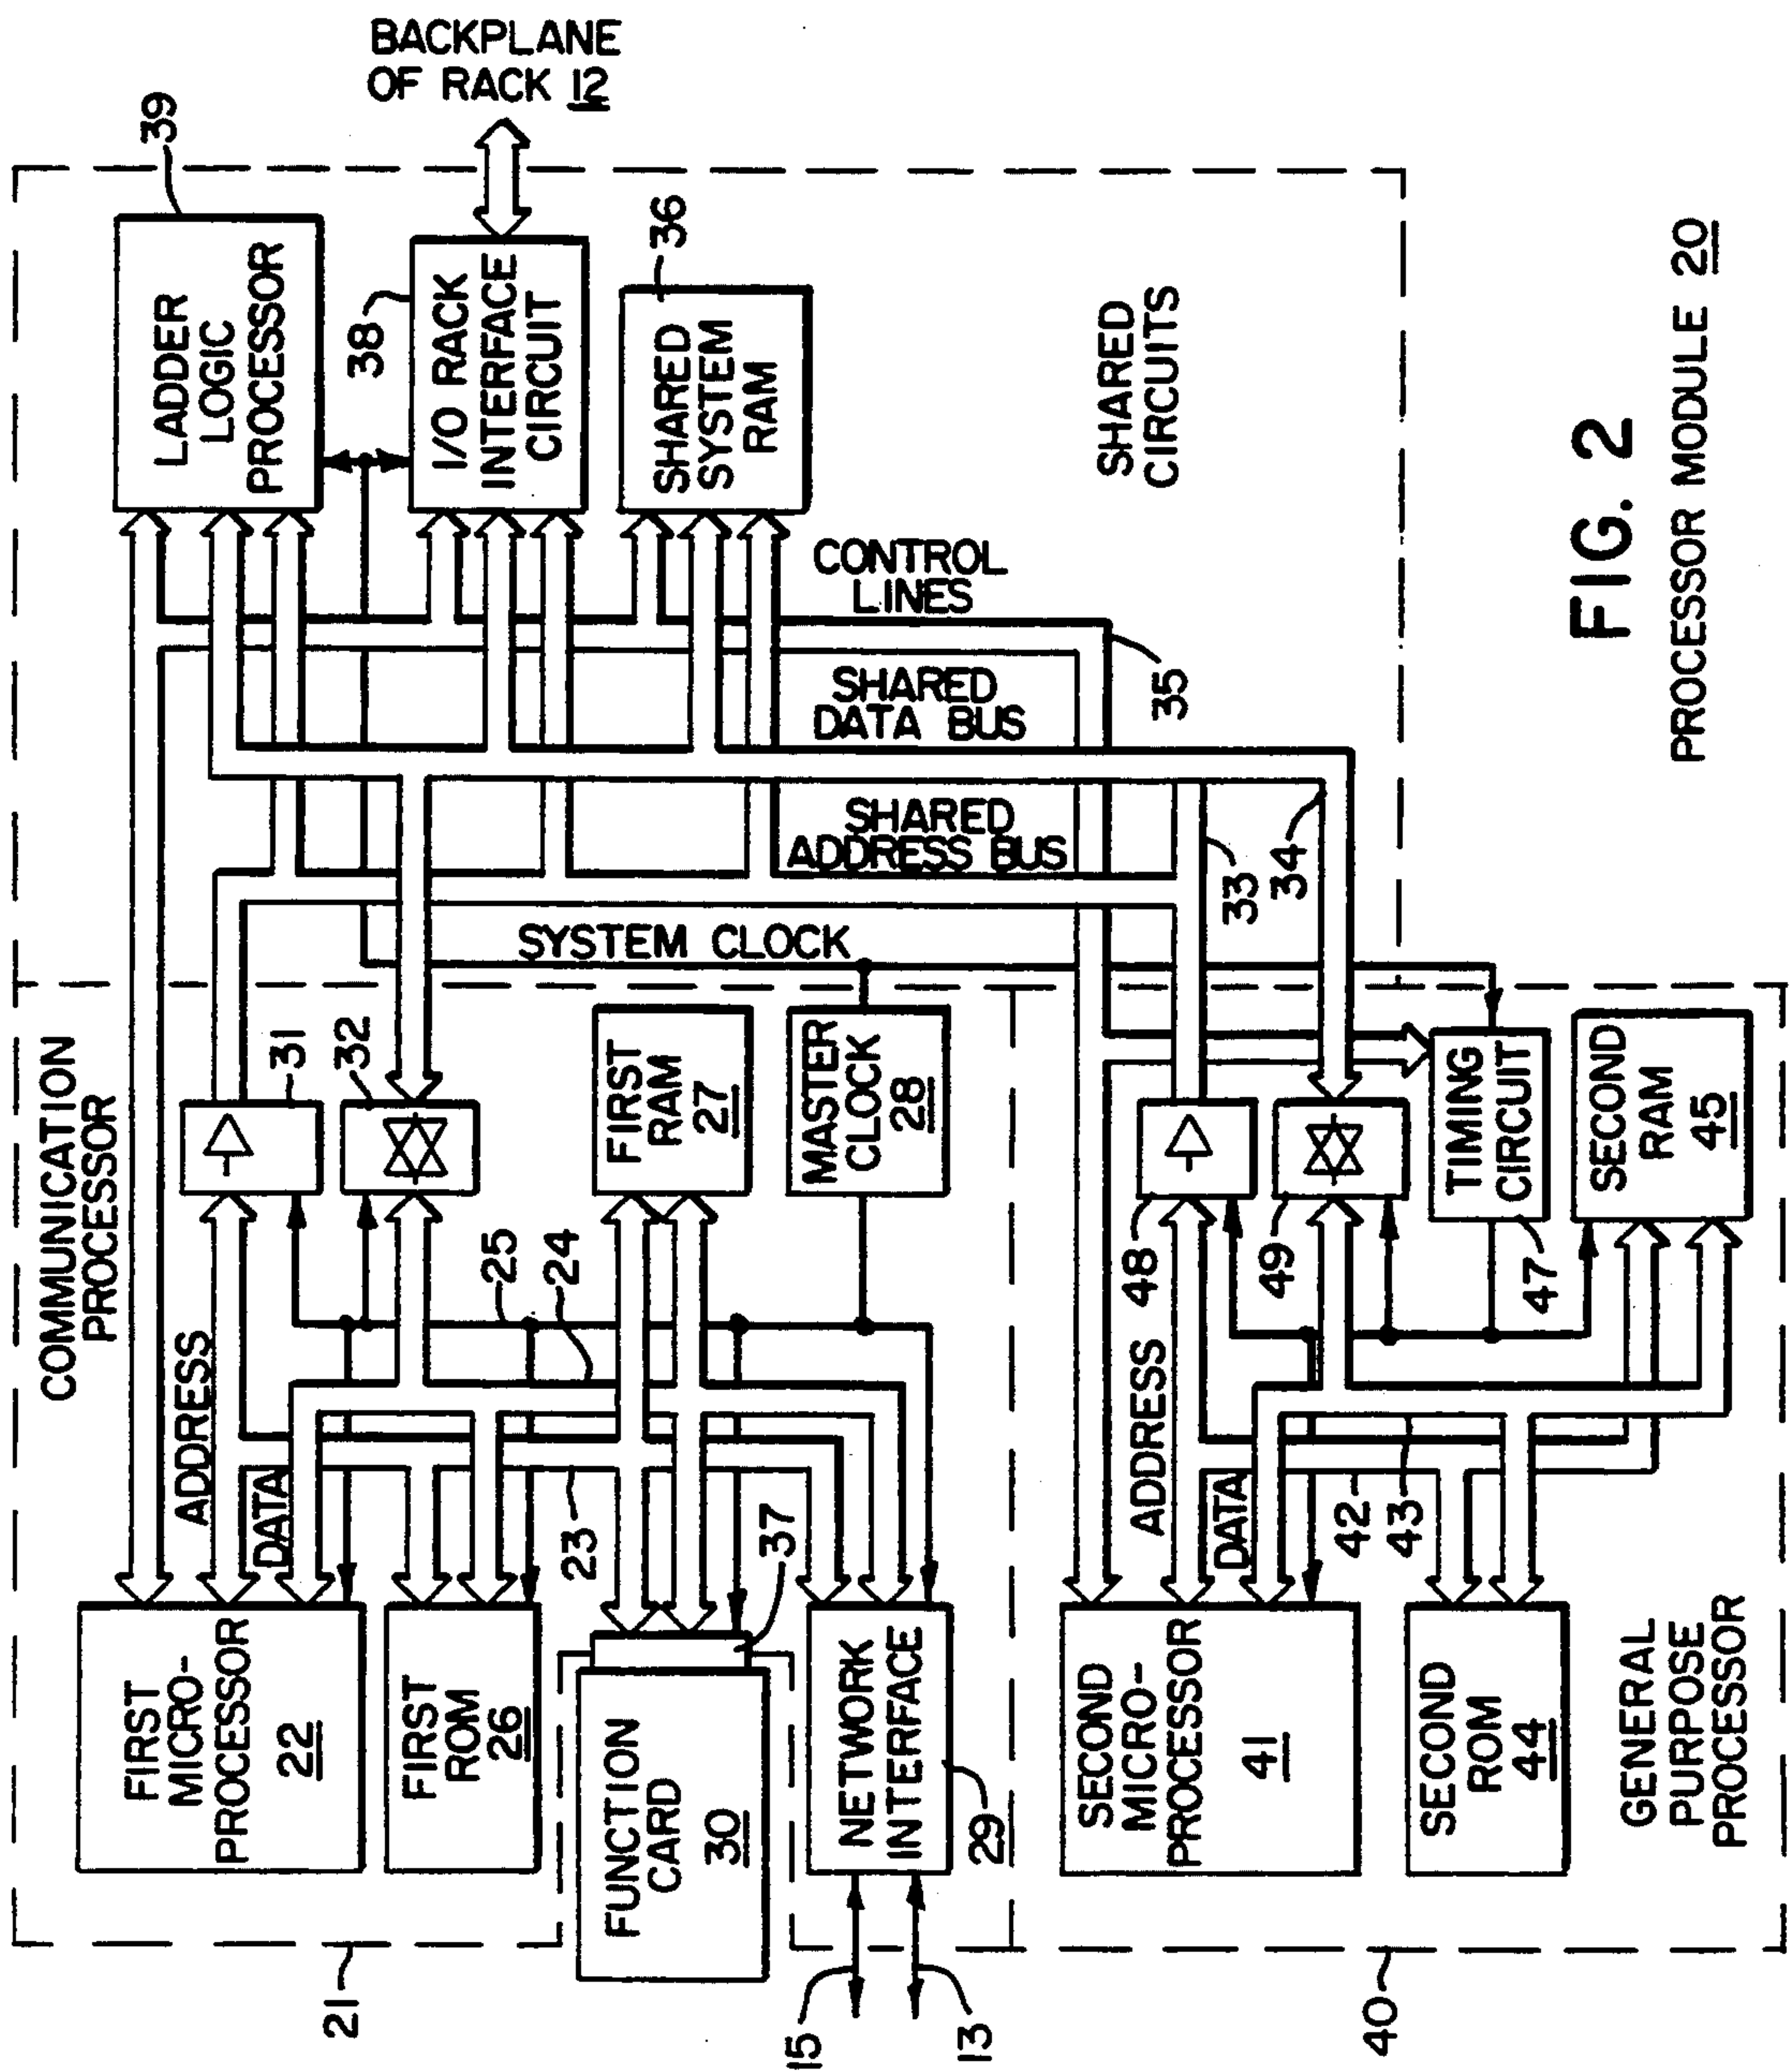 COMMUNICATION
PROCESSOR
39
BACKPLANE
OF RACK 12
FIRST
MICRO-
PROCESSOR
22
ADDRESS
DATA
31
32
LADDER
LOGIC
PROCESSOR
38
I/O RACK
INTERFACE
CIRCUIT
21
FIRST
ROM
26
25
24
23
FIRST
RAM
27
SYSTEM CLOCK
SHARED
SYSTEM
RAM
36
FUNCTION
CARD
30
37
MASTER
CLOCK
28
SHARED
ADDRESS BUS
SHARED
DATA BUS
CONTROL
LINES
15
13
NETWORK
INTERFACE
29
SHARED
CIRCUITS
SECOND
MICRO-
PROCESSOR
41
ADDRESS
DATA
48
49
33
34
35
42
43
47
TIMING
CIRCUIT
SECOND
ROM
44
SECOND
RAM
45
40
GENERAL
PURPOSE
PROCESSOR
FIG. 2
PROCESSOR MODULE 20